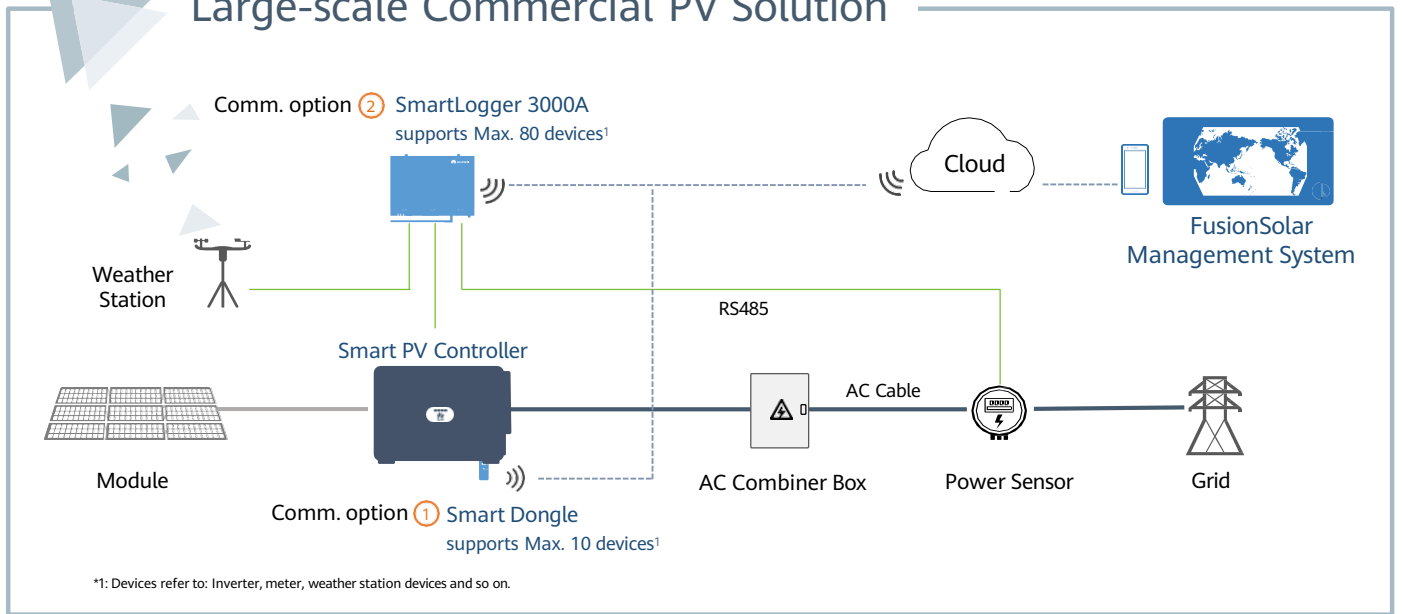 Large-scale Commercial PV Solution
Comm. option 2 SmartLogger 3000A
supports Max. 80 devices¹
Cloud
FusionSolar
Management System
Weather
Station
RS485
Smart PV Controller
AC Cable
Module
AC Combiner Box
Power Sensor
Grid
Comm. option 1 Smart Dongle
supports Max. 10 devices¹
*1: Devices refer to: Inverter, meter, weather station devices and so on.